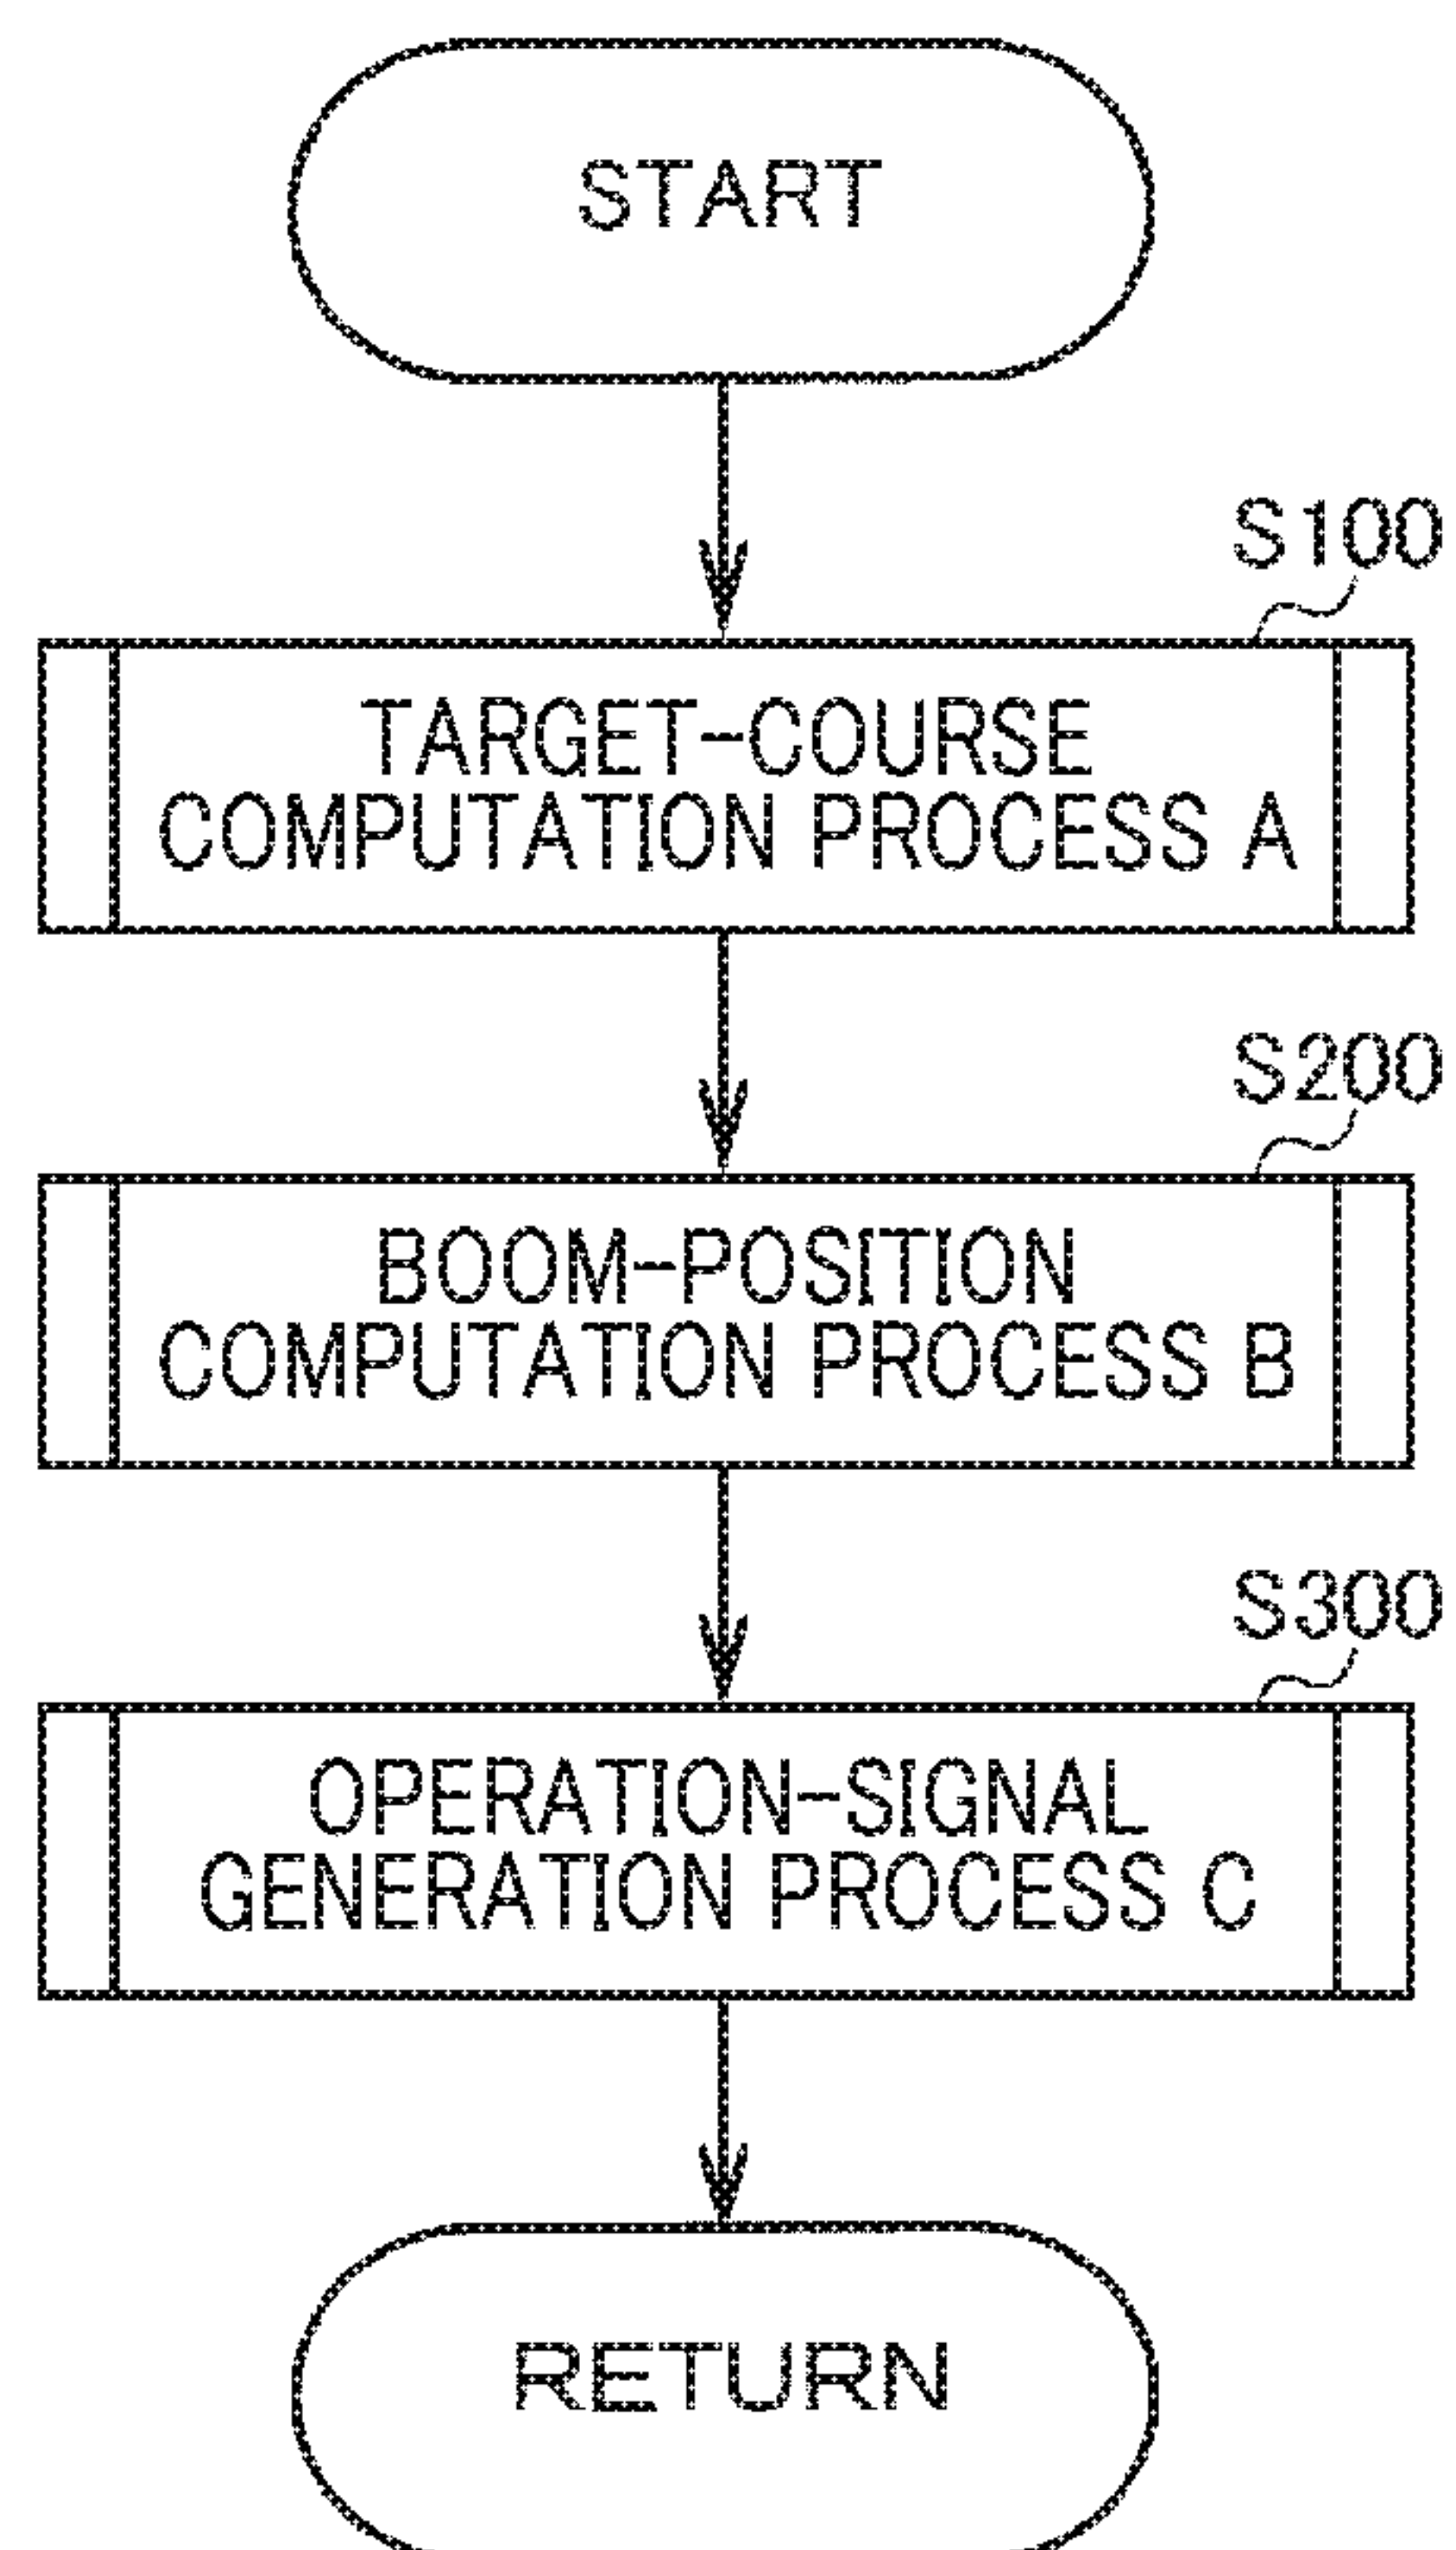 START
S100
TARGET-COURSE
COMPUTATION PROCESS A
S200
BOOM-POSITION
COMPUTATION PROCESS B
S300
OPERATION-SIGNAL
GENERATION PROCESS C
RETURN